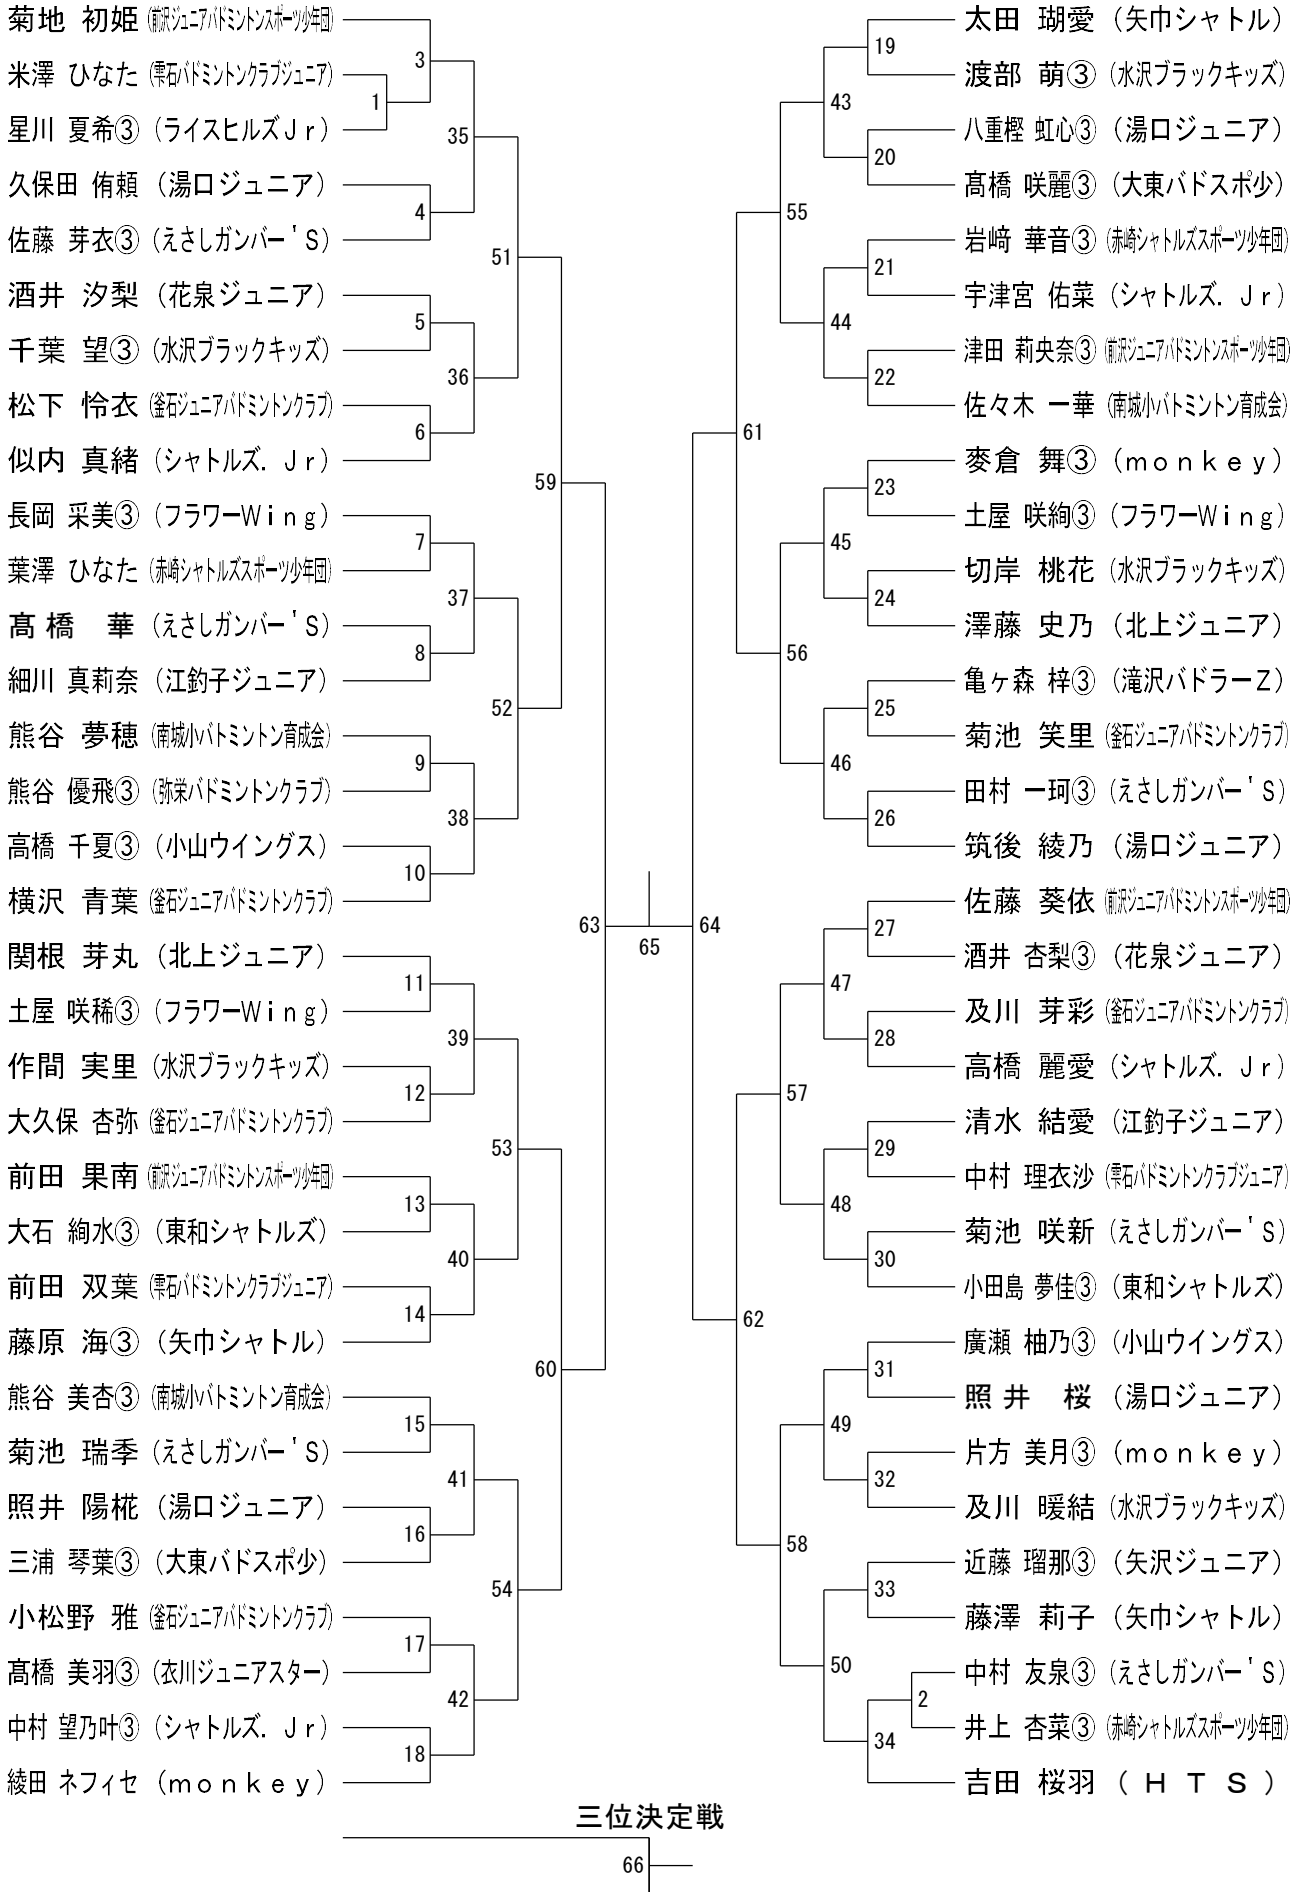 菊地 初姫 (前沢ジュニアバドミントンスポーツ少年団)
米澤 ひなた (雫石バドミントンクラブジュニア)
星川 夏希③ (ライスヒルズＪｒ)
久保田 侑頼 (湯口ジュニア)
佐藤 芽衣③ (えさしガンバー'Ｓ)
酒井 汐梨 (花泉ジュニア)
千葉 望③ (水沢ブラックキッズ)
松下 怜衣 (釜石ジュニアバドミントンクラブ)
似内 真緒 (シャトルズ．Ｊｒ)
長岡 采美③ (フラワーＷｉｎｇ)
葉澤 ひなた (赤崎シャトルズスポーツ少年団)
髙橋 華 (えさしガンバー'Ｓ)
細川 真莉奈 (江釣子ジュニア)
熊谷 夢穂 (南城小バトミントン育成会)
熊谷 優飛③ (弥栄バドミントンクラブ)
高橋 千夏③ (小山ウイングス)
横沢 青葉 (釜石ジュニアバドミントンクラブ)
関根 芽丸 (北上ジュニア)
土屋 咲稀③ (フラワーＷｉｎｇ)
作間 実里 (水沢ブラックキッズ)
大久保 杏弥 (釜石ジュニアバドミントンクラブ)
前田 果南 (前沢ジュニアバドミントンスポーツ少年団)
大石 絢水③ (東和シャトルズ)
前田 双葉 (雫石バドミントンクラブジュニア)
藤原 海③ (矢巾シャトル)
熊谷 美杏③ (南城小バトミントン育成会)
菊池 瑞季 (えさしガンバー'Ｓ)
照井 陽椛 (湯口ジュニア)
三浦 琴葉③ (大東バドスポ少)
小松野 雅 (釜石ジュニアバドミントンクラブ)
髙橋 美羽③ (衣川ジュニアスター)
中村 望乃叶③ (シャトルズ．Ｊｒ)
綾田 ネフィセ (ｍｏｎｋｅｙ)
1
3
4
5
6
7
8
9
10
11
12
13
14
15
16
17
18
35
36
37
38
39
40
41
42
51
52
53
54
59
60
63
65
64
61
62
55
56
57
58
43
44
45
46
47
48
49
50
19
20
21
22
23
24
25
26
27
28
29
30
31
32
33
34
2
太田 瑚愛 (矢巾シャトル)
渡部 萌③ (水沢ブラックキッズ)
八重樫 虹心③ (湯口ジュニア)
髙橋 咲麗③ (大東バドスポ少)
岩﨑 華音③ (赤崎シャトルズスポーツ少年団)
宇津宮 佑菜 (シャトルズ．Ｊｒ)
津田 莉央奈③ (前沢ジュニアバドミントンスポーツ少年団)
佐々木 一華 (南城小バトミントン育成会)
麥倉 舞③ (ｍｏｎｋｅｙ)
土屋 咲絢③ (フラワーＷｉｎｇ)
切岸 桃花 (水沢ブラックキッズ)
澤藤 史乃 (北上ジュニア)
亀ヶ森 梓③ (滝沢バドラーＺ)
菊池 笑里 (釜石ジュニアバドミントンクラブ)
田村 一珂③ (えさしガンバー'Ｓ)
筑後 綾乃 (湯口ジュニア)
佐藤 葵依 (前沢ジュニアバドミントンスポーツ少年団)
酒井 杏梨③ (花泉ジュニア)
及川 芽彩 (釜石ジュニアバドミントンクラブ)
高橋 麗愛 (シャトルズ．Ｊｒ)
清水 結愛 (江釣子ジュニア)
中村 理衣沙 (雫石バドミントンクラブジュニア)
菊池 咲新 (えさしガンバー'Ｓ)
小田島 夢佳③ (東和シャトルズ)
廣瀬 柚乃③ (小山ウイングス)
照井 桜 (湯口ジュニア)
片方 美月③ (ｍｏｎｋｅｙ)
及川 暖結 (水沢ブラックキッズ)
近藤 瑠那③ (矢沢ジュニア)
藤澤 莉子 (矢巾シャトル)
中村 友泉③ (えさしガンバー'Ｓ)
井上 杏菜③ (赤崎シャトルズスポーツ少年団)
吉田 桜羽 (ＨＴＳ)
三位決定戦
66